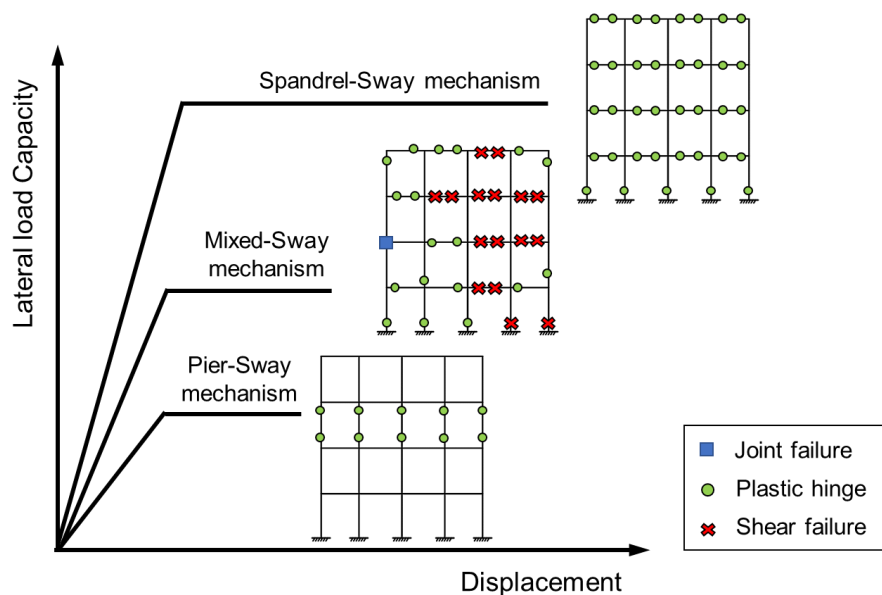 Lateral load Capacity
Spandrel-Sway mechanism
Mixed-Sway
mechanism
Pier-Sway
mechanism
Joint failure
Plastic hinge
Shear failure
Displacement